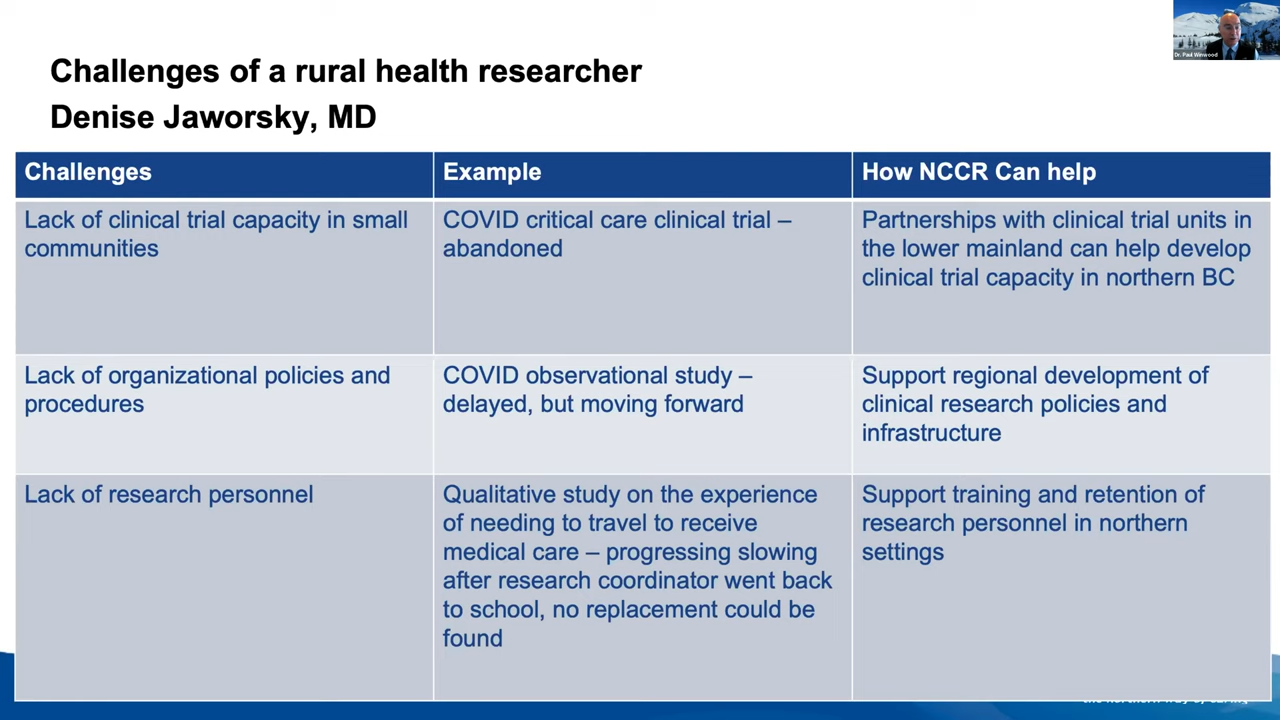 Dr. Paul Winwood
Challenges of a rural health researcher
Denise Jaworsky, MD
Challenges
Example
How NCCR Can help
Lack of clinical trial capacity in small
communities
COVID critical care clinical trial –
abandoned
Partnerships with clinical trial units in
the lower mainland can help develop
clinical trial capacity in northern BC
Lack of organizational policies and
procedures
COVID observational study –
delayed, but moving forward
Support regional development of
clinical research policies and
infrastructure
Lack of research personnel
Qualitative study on the experience
of needing to travel to receive
medical care – progressing slowing
after research coordinator went back
to school, no replacement could be
found
Support training and retention of
research personnel in northern
settings